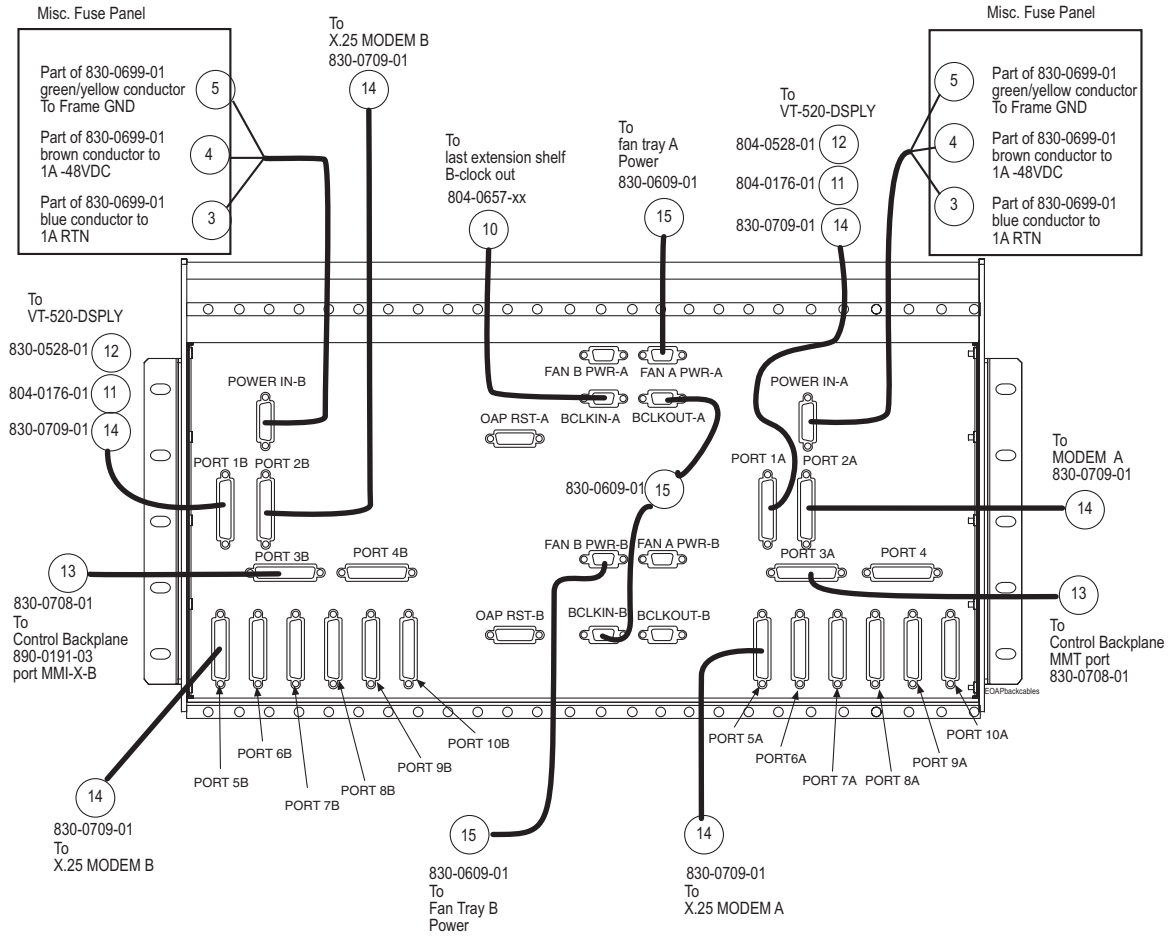 Misc. Fuse Panel
Part of 830-0699-01
green/yellow conductor
To Frame GND
5
Part of 830-0699-01
brown conductor to
1A -48VDC
4
Part of 830-0699-01
blue conductor to
1A RTN
3
To
X.25 MODEM B
830-0709-01
14
To
last extension shelf
B-clock out
804-0657-xx
10
To
fan tray A
Power
830-0609-01
15
To
VT-520-DSPLY
804-0528-01 12
804-0176-01 11
830-0709-01 14
Misc. Fuse Panel
5
Part of 830-0699-01
green/yellow conductor
To Frame GND
4
Part of 830-0699-01
brown conductor to
1A -48VDC
3
Part of 830-0699-01
blue conductor to
1A RTN
To
VT-520-DSPLY
830-0528-01 12
804-0176-01 11
830-0709-01 14
POWER IN-B
FAN B PWR-A
FAN A PWR-A
POWER IN-A
OAP RST-A
BCLKIN-A
BCLKOUT-A
PORT 1B
PORT 2B
830-0609-01 15
PORT 1A
PORT 2A
To
MODEM A
830-0709-01
14
PORT 3B
PORT 4B
FAN B PWR-B
FAN A PWR-B
PORT 3A
PORT 4
13
830-0708-01
To
Control Backplane
890-0191-03
port MMI-X-B
OAP RST-B
BCLKIN-B
BCLKOUT-B
13
To
Control Backplane
MMT port
830-0708-01
EOAPbackcables
PORT 5B
PORT 6B
PORT 7B
PORT 8B
PORT 9B
PORT 10B
PORT 5A
PORT6A
PORT 7A
PORT 8A
PORT 9A
PORT 10A
14
830-0709-01
To
X.25 MODEM B
15
830-0609-01
To
Fan Tray B
Power
14
830-0709-01
To
X.25 MODEM A